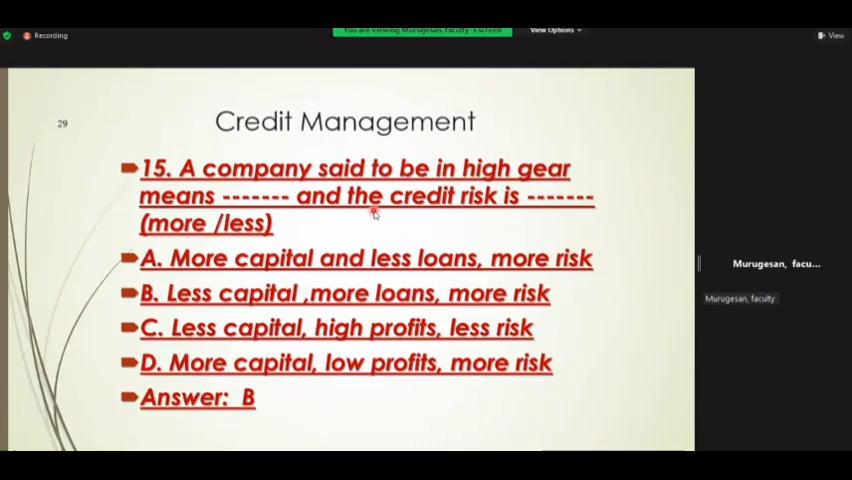 Recording
You are viewing Murugesan, faculty's screen
View Options
View
29
Credit Management
15. A company said to be in high gear
means ------- and the credit risk is -------
(more /less)
A. More capital and less loans, more risk
B. Less capital ,more loans, more risk
C. Less capital, high profits, less risk
D. More capital, low profits, more risk
Answer: B
Murugesan, facu...
Murugesan, faculty